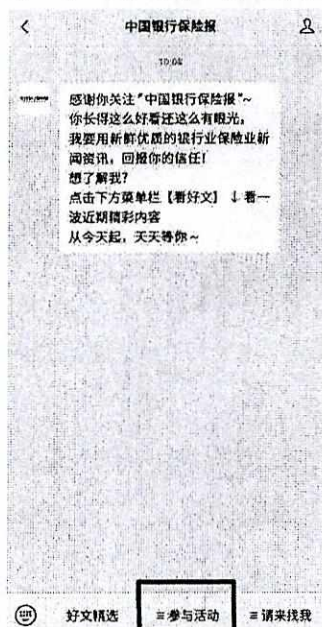 中国银行保险报
10:08
感谢你关注"中国银行保险报"~
你长得这么好看还这么有眼光，
我要用新鲜优质的银行业保险业新
闻资讯，回报你的信任！
想了解我？
点击下方菜单栏【看好文】↓看一
波近期精彩内容
从今天起，天天等你~
好文精选
≡参与活动
≡请来找我